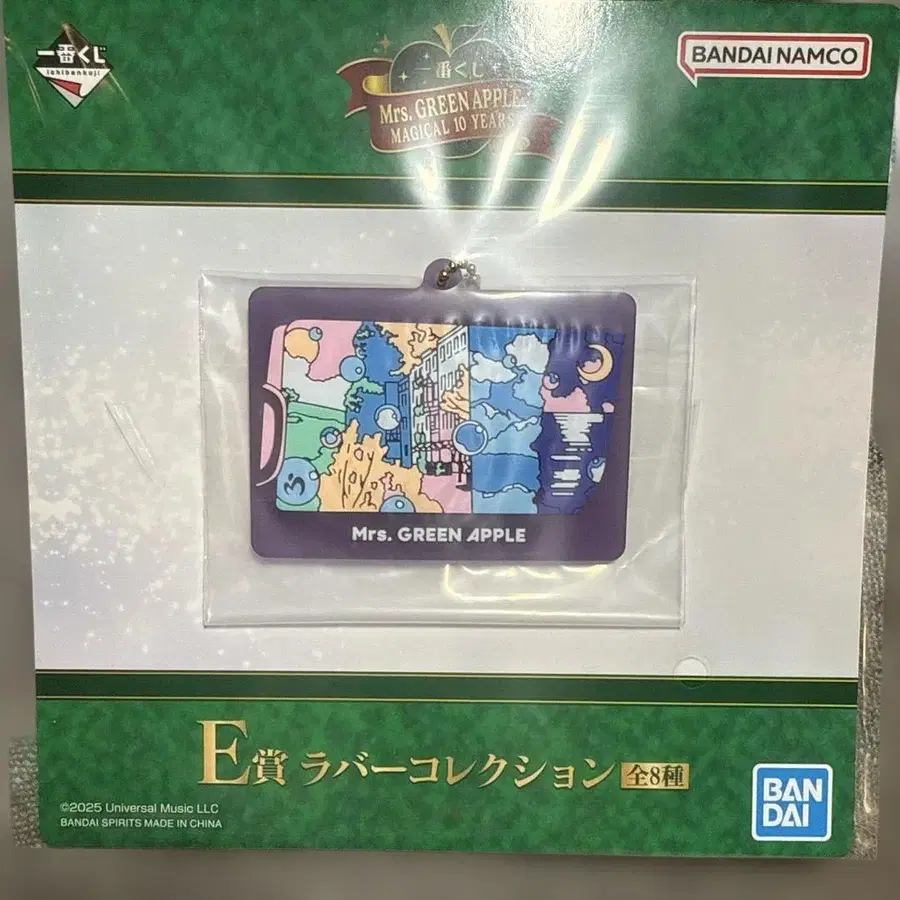 一番くじ
ichibankuji
一番くじ
Mrs. GREEN APPLE
MAGICAL 10 YEARS
BANDAI NAMCO
Mrs. GREEN APPLE
E賞 ラバーコレクション 全8種
©2025 Universal Music LLC
BANDAI SPIRITS MADE IN CHINA
BAN
DAI